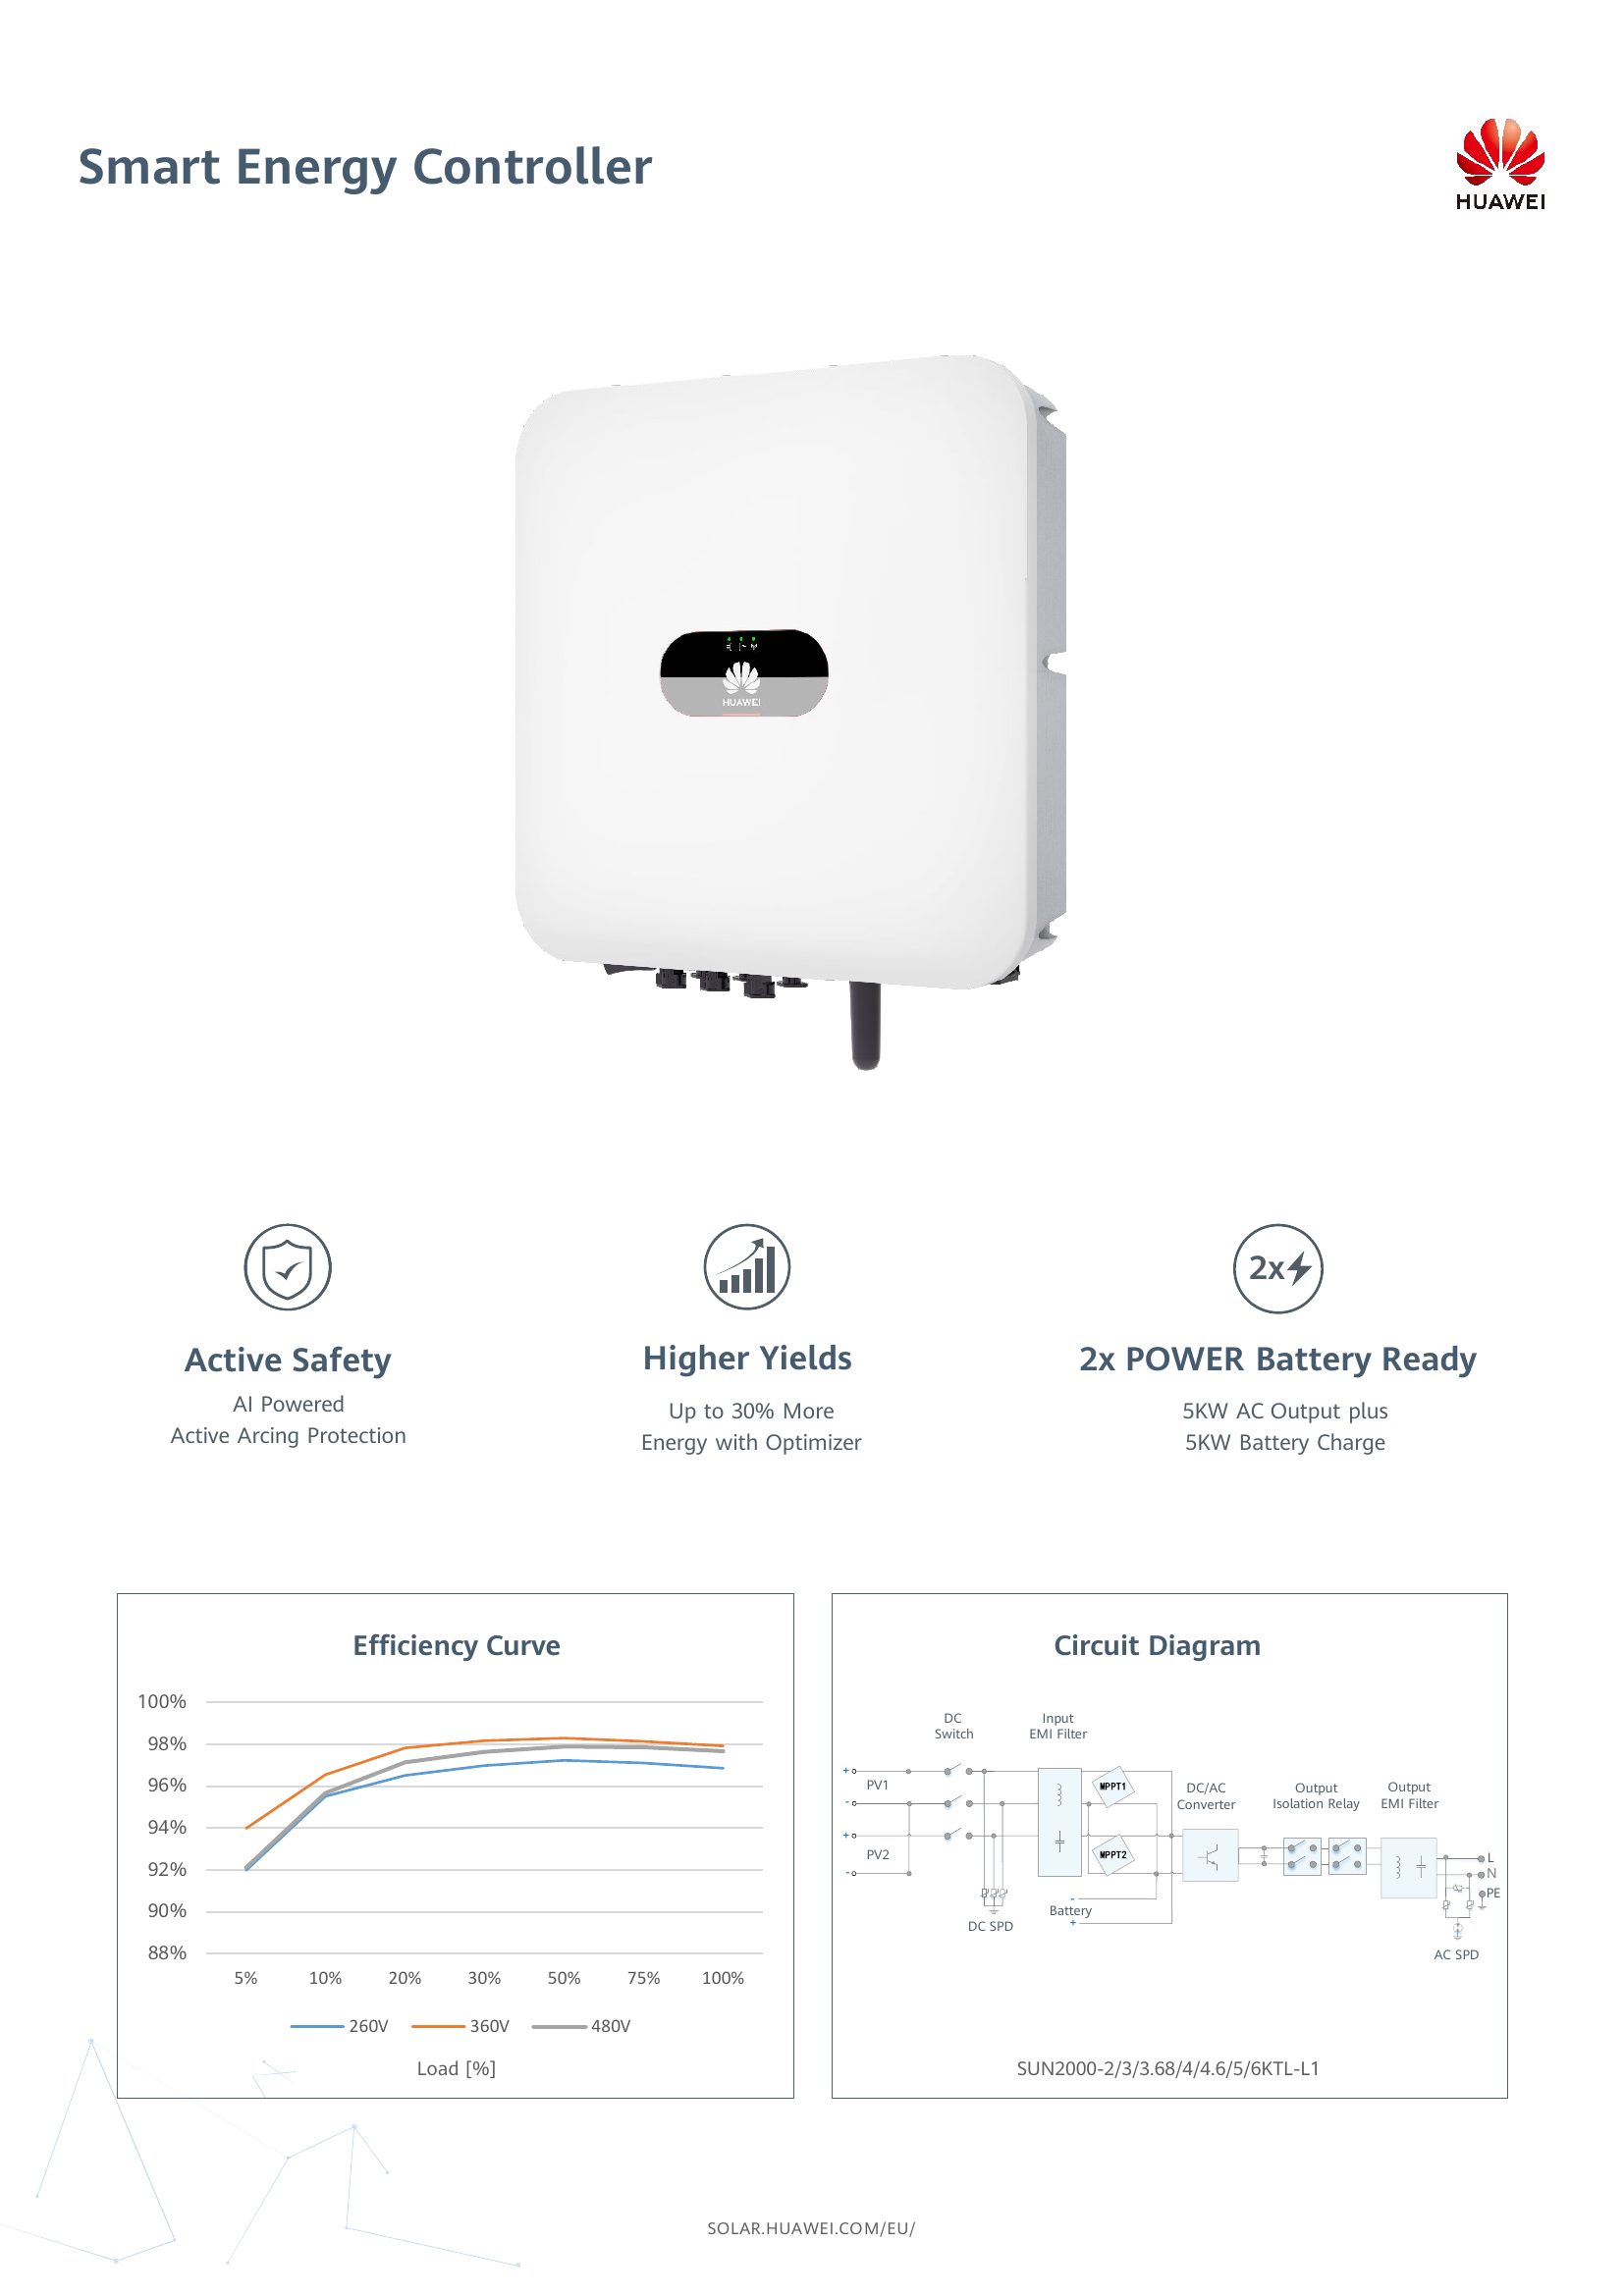 Smart Energy Controller
HUAWEI
HUAWEI
Active Safety
AI Powered
Active Arcing Protection
Higher Yields
Up to 30% More
Energy with Optimizer
2x
2x POWER Battery Ready
5KW AC Output plus
5KW Battery Charge
Efficiency Curve
100%
98%
96%
94%
92%
90%
88%
5% 10% 20% 30% 50% 75% 100%
260V 360V 480V
Load [%]
Circuit Diagram
DC
Switch
Input
EMI Filter
+
PV1
-
+
PV2
-
MPPT1
MPPT2
DC/AC
Converter
Output
Isolation Relay
Output
EMI Filter
L
N
PE
-
Battery
+
DC SPD
AC SPD
SUN2000-2/3/3.68/4/4.6/5/6KTL-L1
SOLAR.HUAWEI.COM/EU/